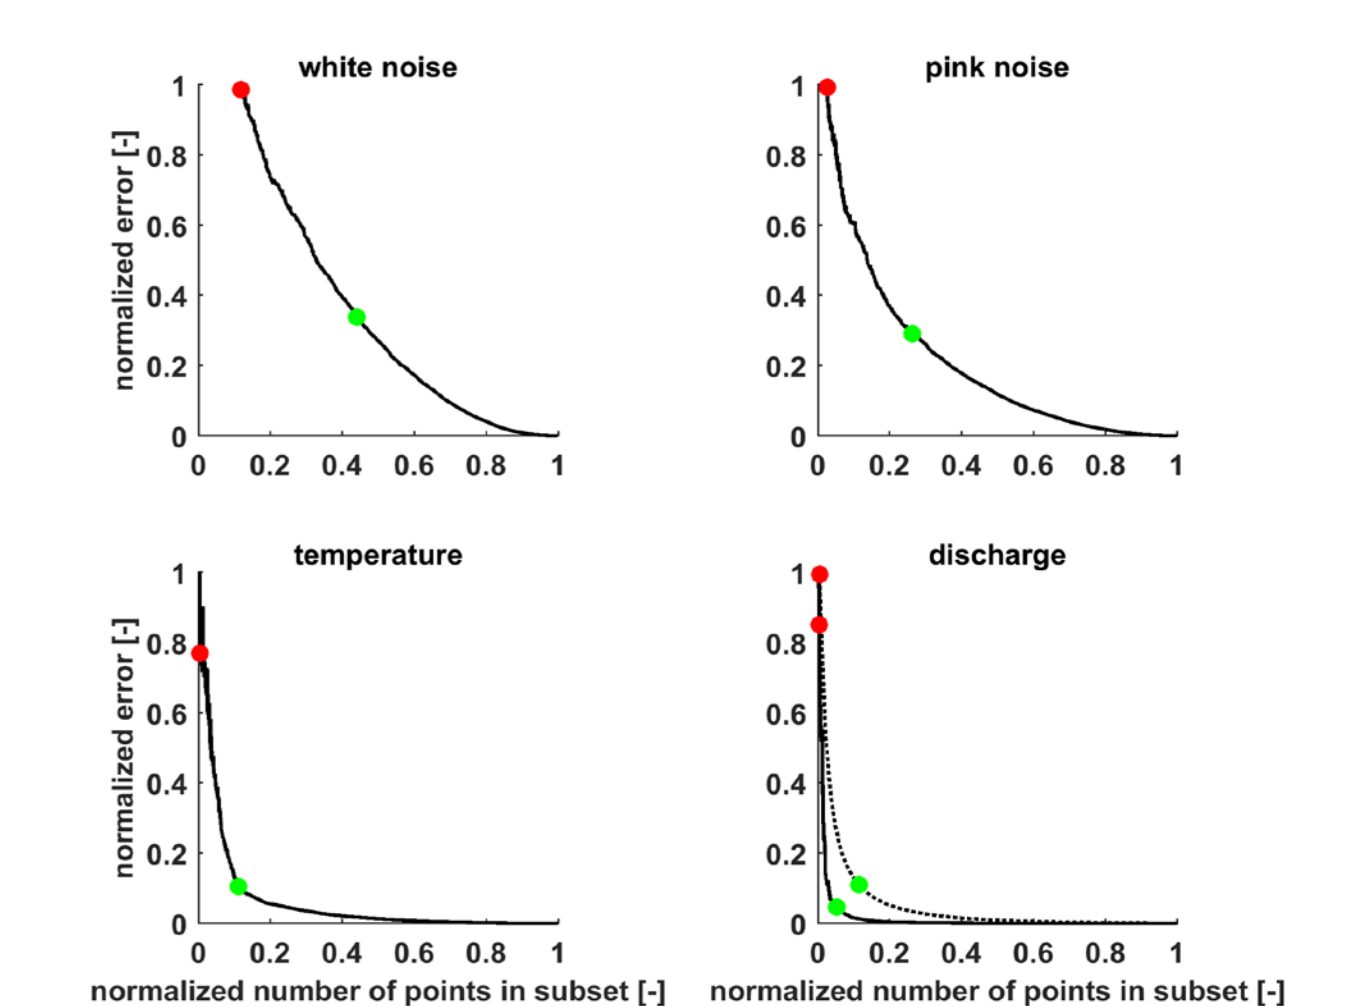 white noise
pink noise
normalized error [-]
1
0.8
0.6
0.4
0.2
0
0 0.2 0.4 0.6 0.8 1
1
0.8
0.6
0.4
0.2
0
0 0.2 0.4 0.6 0.8 1
temperature
discharge
normalized error [-]
1
0.8
0.6
0.4
0.2
0
0 0.2 0.4 0.6 0.8 1
normalized number of points in subset [-]
1
0.8
0.6
0.4
0.2
0
0 0.2 0.4 0.6 0.8 1
normalized number of points in subset [-]